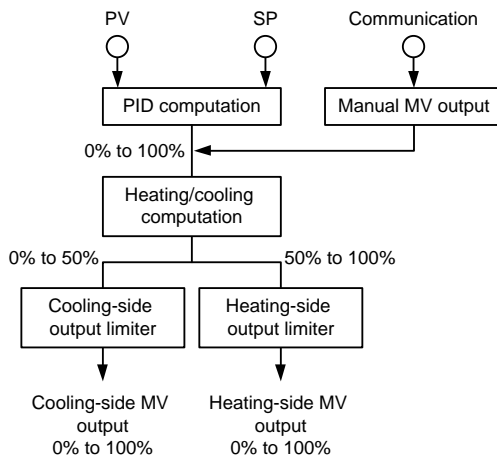 PV
SP
Communication
PID computation
Manual MV output
0% to 100%
Heating/cooling
computation
0% to 50%
50% to 100%
Cooling-side
output limiter
Heating-side
output limiter
Cooling-side MV
output
0% to 100%
Heating-side MV
output
0% to 100%